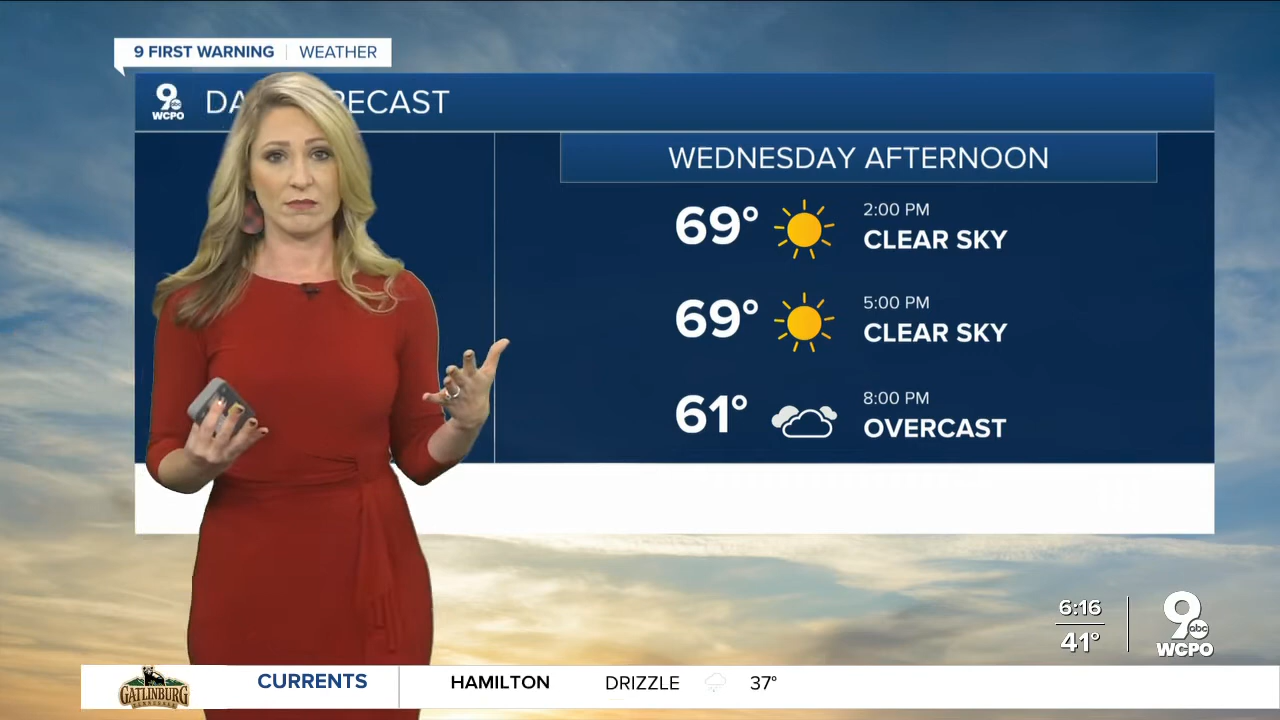 9 FIRST WARNING | WEATHER
9 abc WCPO
DA RECAST
WEDNESDAY AFTERNOON
69° 2:00 PM
CLEAR SKY
69° 5:00 PM
CLEAR SKY
61° 8:00 PM
OVERCAST
6:16
41°
9 abc
WCPO
GATLINBURG
TENNESSEE
CURRENTS HAMILTON DRIZZLE 37°